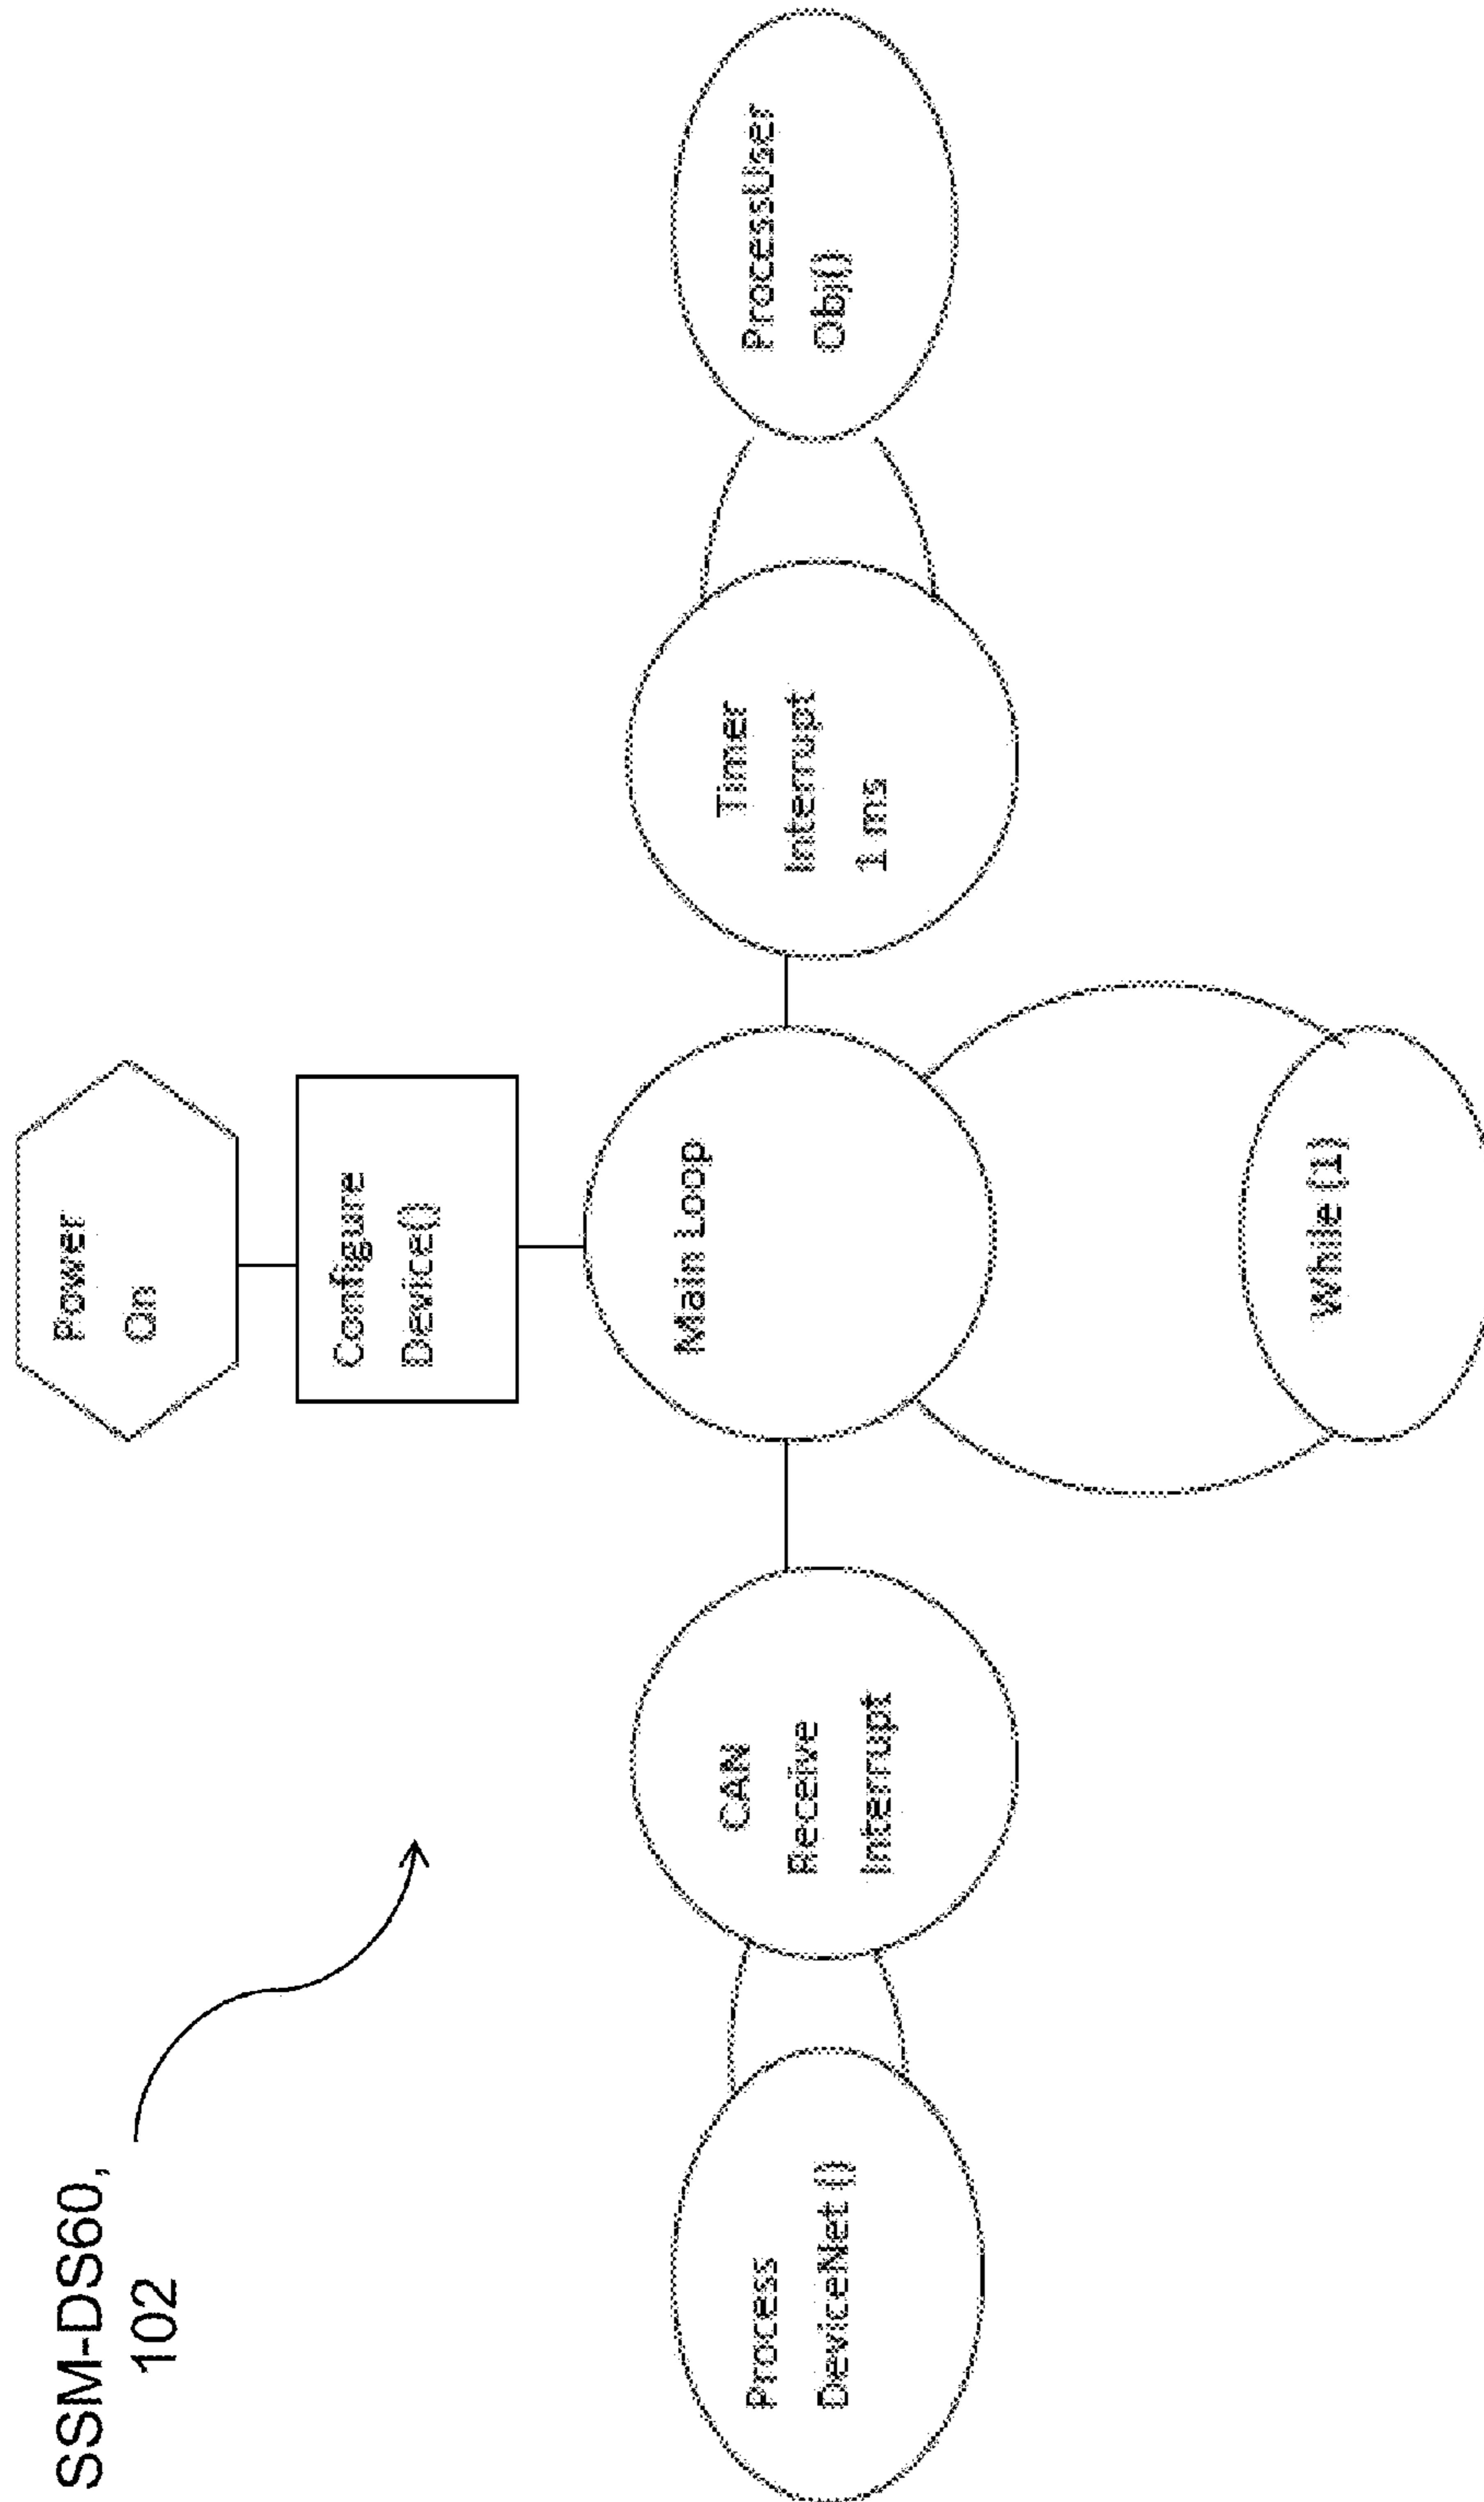 SSM-DS60,
102
Power
On
Configure
Device()
Main Loop
Process
DeviceNet ()
CAN
Receive
Interrupt
Timer
Interrupt
1 ms
ProcessUser
Obj()
While (1)